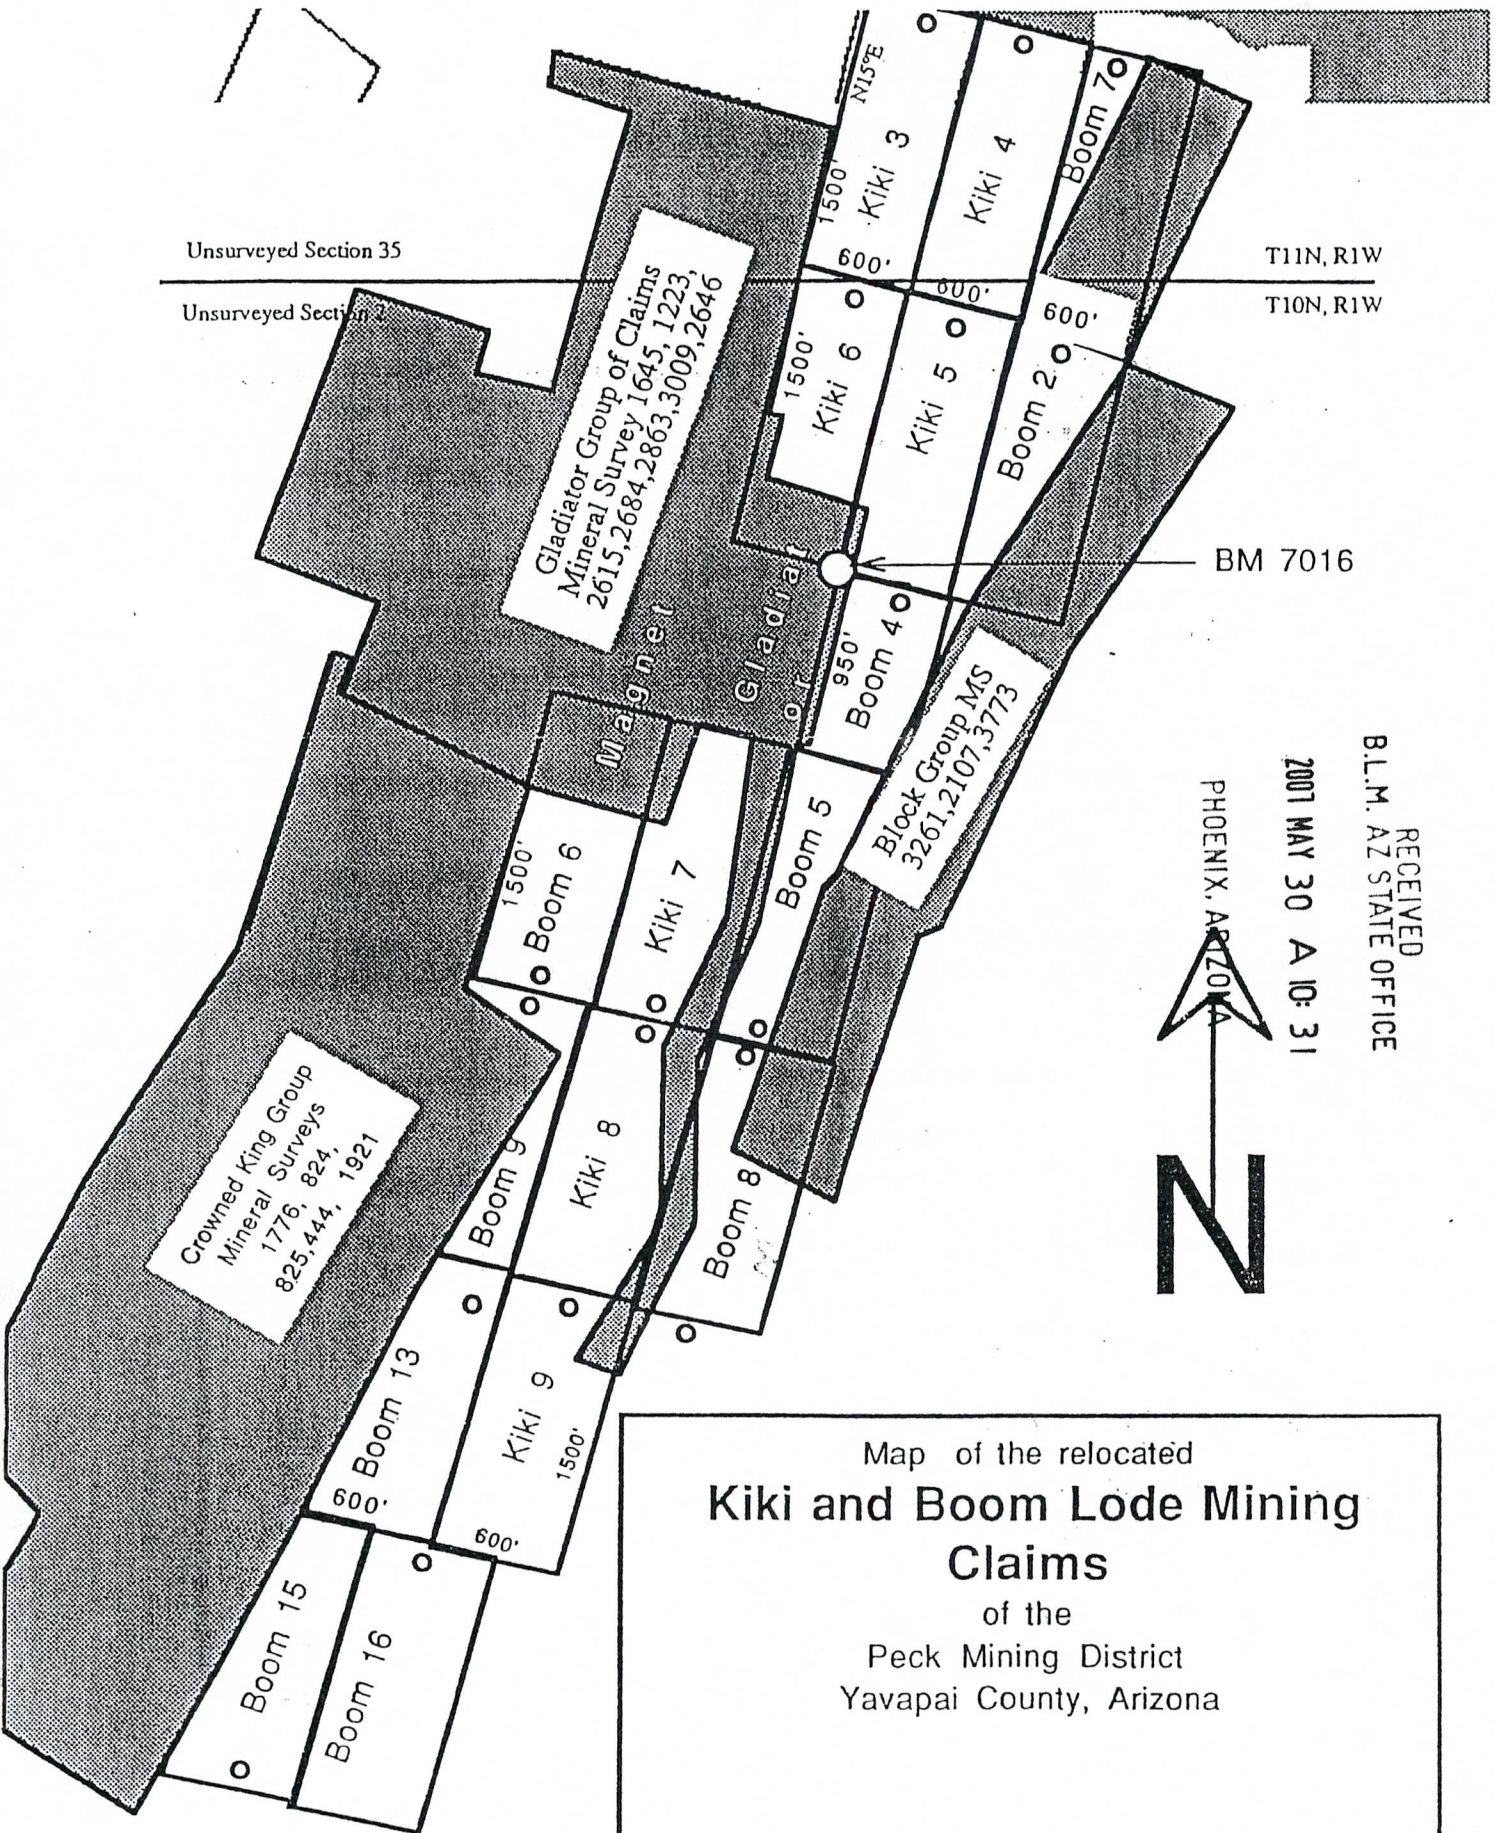 N15°E
Kiki 3
1500'
600'
Kiki 4
600'
Boom 7
Unsurveyed Section 35
T11N, R1W
Unsurveyed Section 2
T10N, R1W
Gladiator Group of Claims
Mineral Survey 1645, 1223,
2615,2684,2863,3009,2646
1500'
Kiki 6
Kiki 5
600'
Boom 2
BM 7016
Magnet
Gladiator
950'
Boom 4
Block Group MS
3261,2107,3773
RECEIVED
B.L.M. AZ STATE OFFICE
2007 MAY 30 A 10:31
PHOENIX, ARIZONA
1500'
Boom 6
Kiki 7
Boom 5
Crowned King Group
Mineral Surveys
1776, 824,
825,444, 1921
Boom 9
Kiki 8
Boom 8
N
Boom 13
600'
Kiki 9
1500'
600'
Boom 15
Boom 16
Map of the relocated
Kiki and Boom Lode Mining
Claims
of the
Peck Mining District
Yavapai County, Arizona